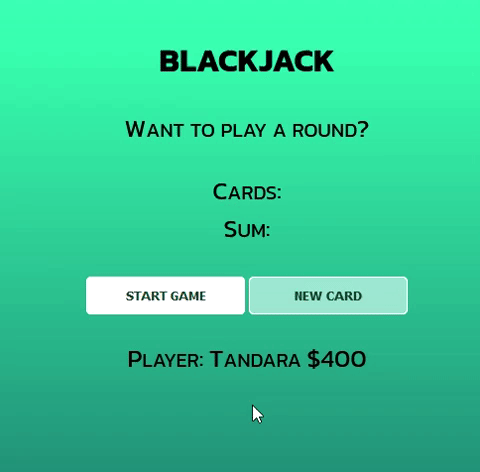 BLACKJACK
Want to play a round?
Cards:
Sum:
START GAME NEW CARD
Player: Tandara $400